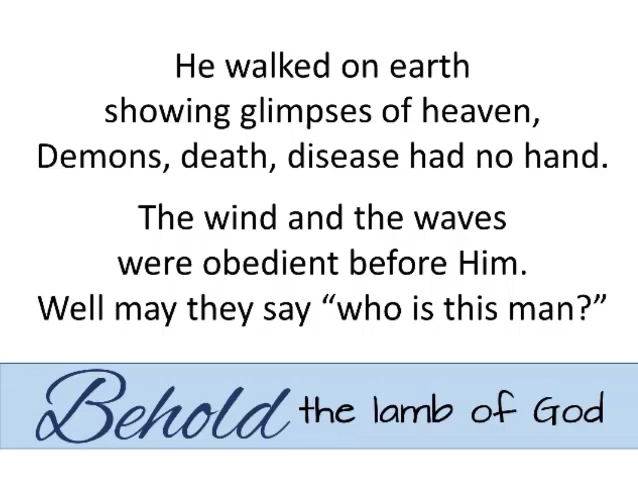 He walked on earth
showing glimpses of heaven,
Demons, death, disease had no hand.
The wind and the waves
were obedient before Him.
Well may they say “who is this man?”
Behold the lamb of God